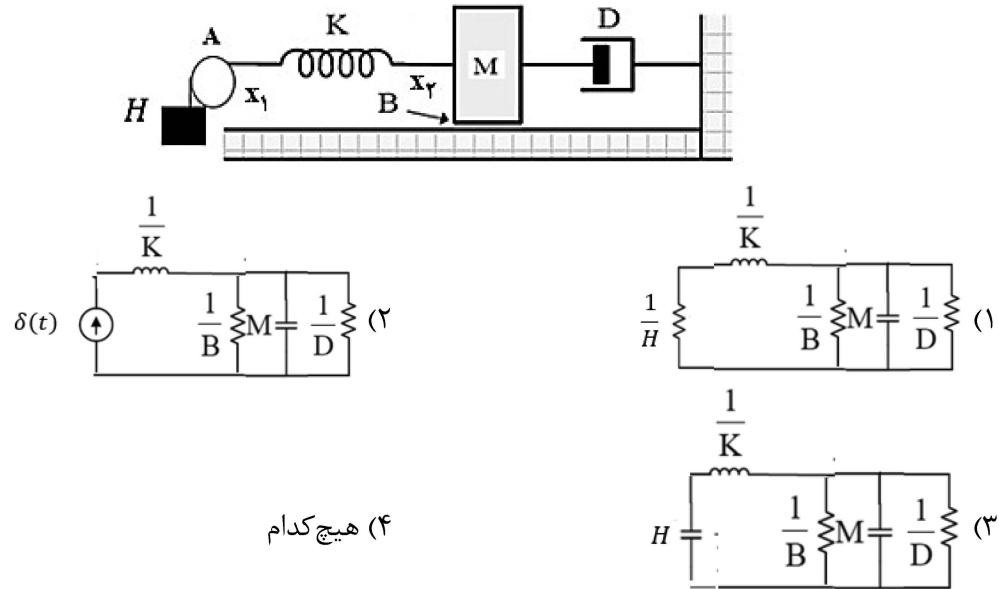 A K M D
H x۱ x۲ B
1/K 1/H 1/B M 1/D (۱
δ(t) 1/K 1/B M 1/D (۲
1/K H 1/B M 1/D (۳
۴) هیچ‌کدام